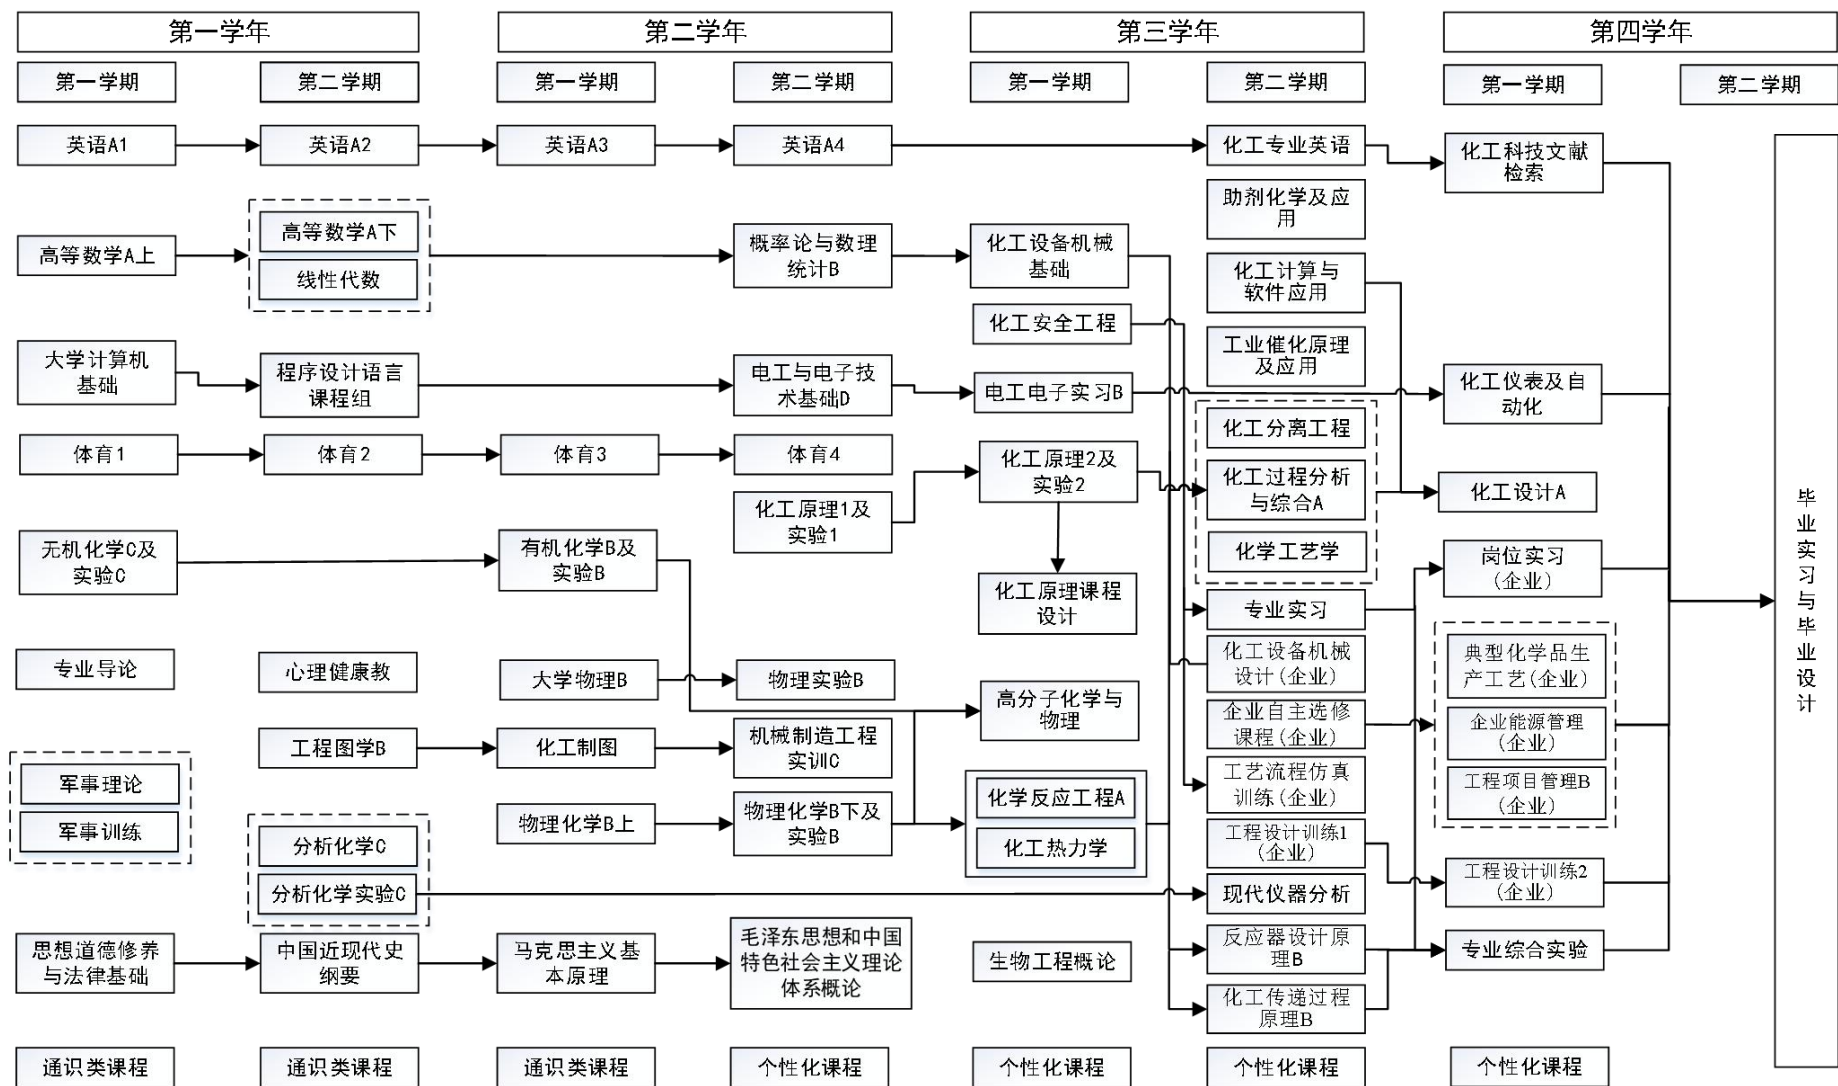 第一学年
第二学年
第三学年
第四学年
第一学期
第二学期
第一学期
第二学期
第一学期
第二学期
第一学期
第二学期
英语A1
英语A2
英语A3
英语A4
化工专业英语
化工科技文献
检索
助剂化学及应
用
高等数学A上
高等数学A下
线性代数
概率论与数理
统计B
化工设备机械
基础
化工计算与
软件应用
化工安全工程
工业催化原理
及应用
大学计算机
基础
程序设计语言
课程组
电工与电子技
术基础D
电工电子实习B
化工仪表及自
动化
体育1
体育2
体育3
体育4
化工原理1及
实验1
化工原理2及
实验2
化工分离工程
化工过程分析
与综合A
化学工艺学
化工设计A
无机化学C及
实验C
有机化学B及
实验B
化工原理课程
设计
专业实习
岗位实习
(企业)
专业导论
心理健康教
大学物理B
物理实验B
高分子化学与
物理
化工设备机械
设计(企业)
典型化学品生
产工艺(企业)
工程图学B
化工制图
机械制造工程
实训C
企业自主选修
课程(企业)
企业能源管理
(企业)
军事理论
军事训练
物理化学B上
物理化学B下及
实验B
化学反应工程A
化工热力学
工艺流程仿真
训练(企业)
工程项目管理B
(企业)
分析化学C
分析化学实验C
工程设计训练1
(企业)
工程设计训练2
(企业)
现代仪器分析
思想道德修养
与法律基础
中国近现代史
纲要
马克思主义基
本原理
毛泽东思想和中国
特色社会主义理论
体系概论
生物工程概论
反应器设计原
理B
专业综合实验
化工传递过程
原理B
毕业实习与毕业设计
通识类课程
通识类课程
通识类课程
个性化课程
个性化课程
个性化课程
个性化课程